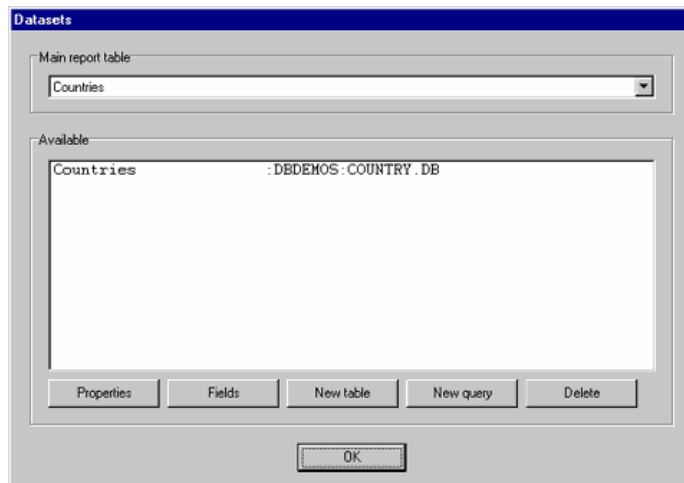 Datasets
Main report table
Countries
Available
Countries :DBDEMOS:COUNTRY.DB
Properties Fields New table New query Delete
OK